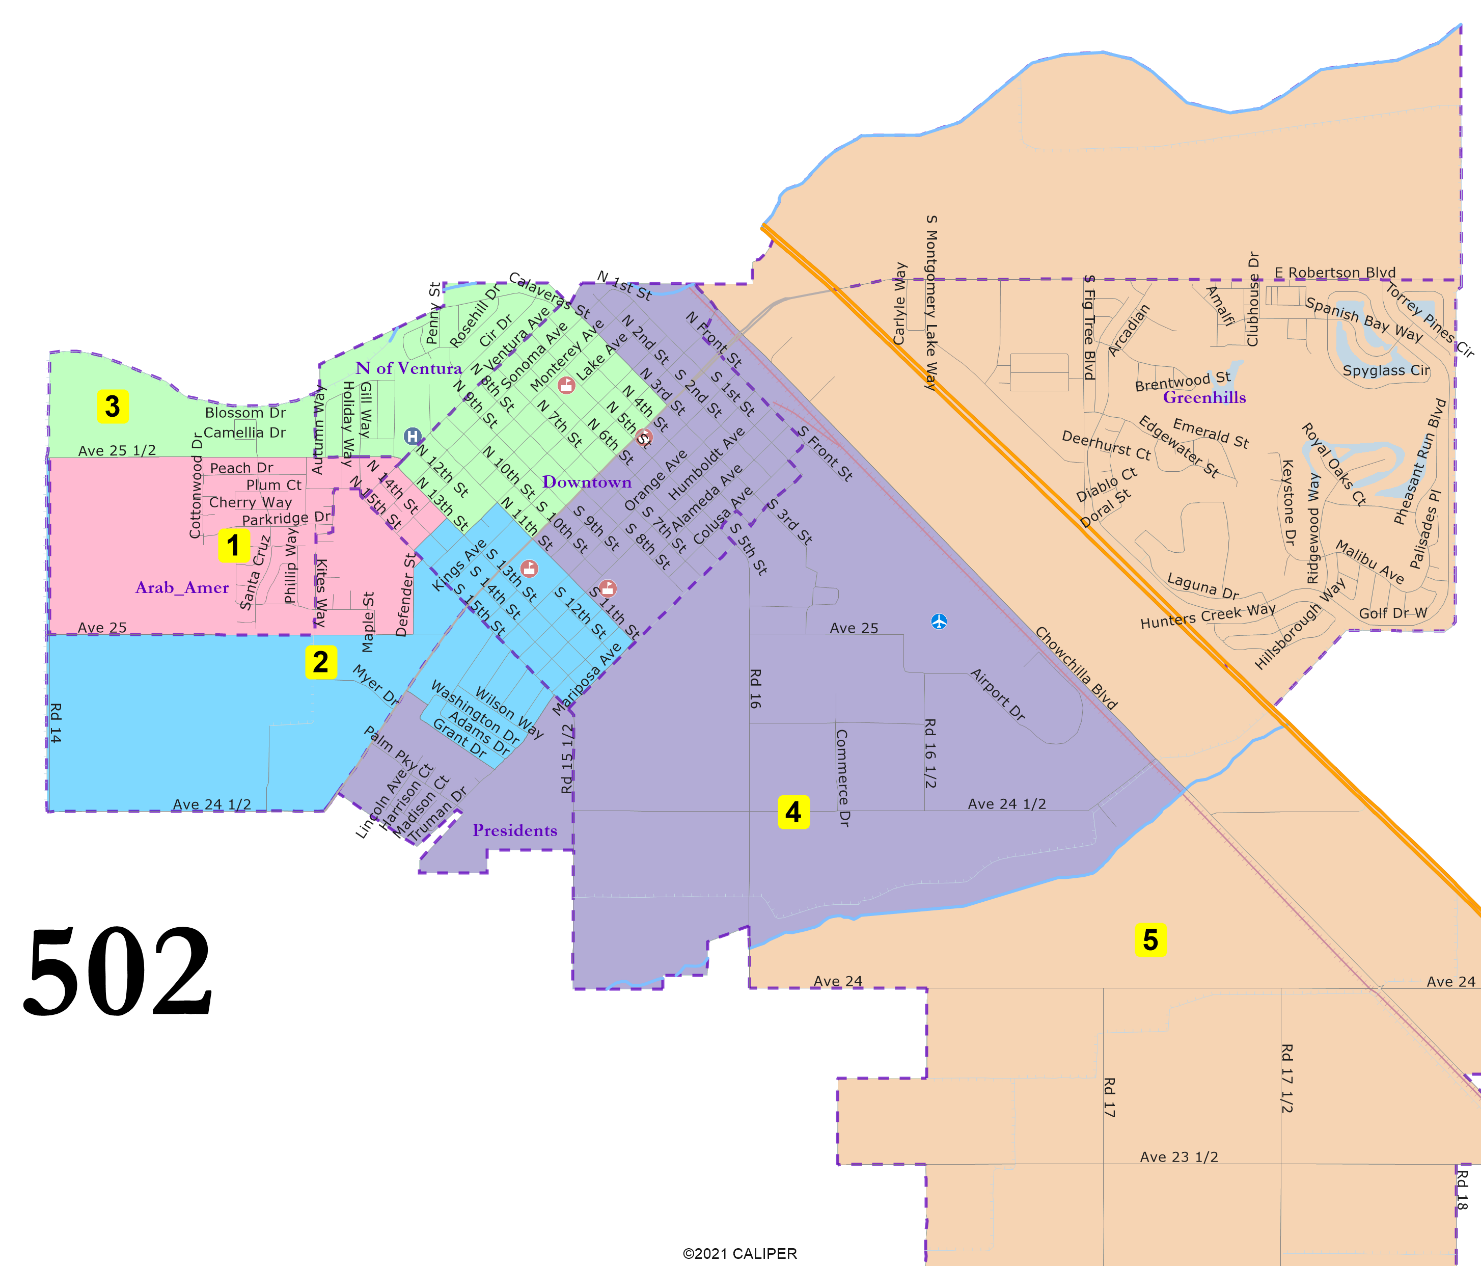 E Robertson Blvd
S Montgomery Lake Way
Carlyle Way
S Fig Tree Blvd
Arcadian
Amalfi
Clubhouse Dr
Spanish Bay Way
Torrey Pines Cir
Spyglass Cir
Brentwood St
Greenhills
Emerald St
Edgewater St
Deerhurst Ct
Diablo Ct
Doral St
Royal Oaks Ct
Keystone Dr
Ridgewood Way
Pheasant Run Blvd
Palisades Pl
Malibu Ave
Laguna Dr
Hunters Creek Way
Hillsborough Way
Golf Dr W
Penny St
Rosehill Dr
Cir Dr
Calaveras St
N 1st St
N Front St
Ventura Ave
Sonoma Ave
Monterey Ave
Lake Ave
N 2nd St
N 3rd St
N 4th St
N 5th St
N 6th St
N 7th St
N 8th St
N 9th St
N 10th St
N 11th St
N 12th St
N 13th St
N 14th St
N 15th St
S 1st St
S 2nd St
S 3rd St
S Front St
N of Ventura
H
3
Blossom Dr
Camellia Dr
Ave 25 1/2
Autumn Way
Holiday Way
Gill Way
Cottonwood Dr
Peach Dr
Plum Ct
Cherry Way
Parkridge Dr
1
Arab_Amer
Santa Cruz
Phillip Way
Kites Way
Maple St
Defender St
Downtown
Orange Ave
Humboldt Ave
Alameda Ave
Colusa Ave
S 5th St
S 7th St
S 8th St
S 9th St
S 10th St
S 11th St
S 12th St
S 13th St
S 14th St
S 15th St
Kings Ave
Mariposa Ave
Ave 25
Ave 25
2
Myer Dr
Rd 14
Ave 24 1/2
Palm Pky
Washington Dr
Wilson Way
Adams Dr
Grant Dr
Lincoln Ave
Harrison Ct
Madison Ct
Truman Dr
Presidents
Rd 15 1/2
Rd 16
Airport Dr
Chowchilla Blvd
Rd 16 1/2
Commerce Dr
4
Ave 24 1/2
5
Ave 24
Ave 24
502
Rd 17
Rd 17 1/2
Ave 23 1/2
Rd 18
©2021 CALIPER